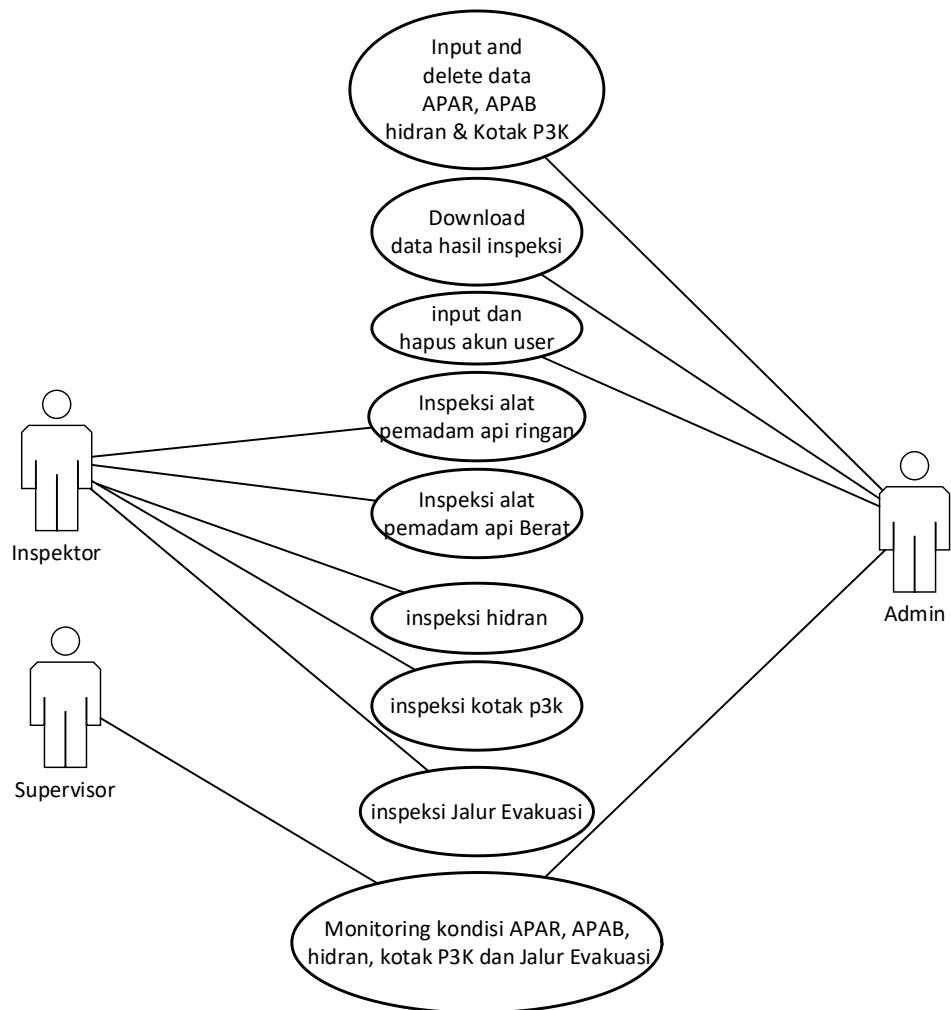 Input and
delete data
APAR, APAB
hidran & Kotak P3K
Download
data hasil inspeksi
input dan
hapus akun user
Inspeksi alat
pemadam api ringan
Inspeksi alat
pemadam api Berat
Inspektor
Admin
inspeksi hidran
inspeksi kotak p3k
Supervisor
inspeksi Jalur Evakuasi
Monitoring kondisi APAR, APAB,
hidran, kotak P3K dan Jalur Evakuasi